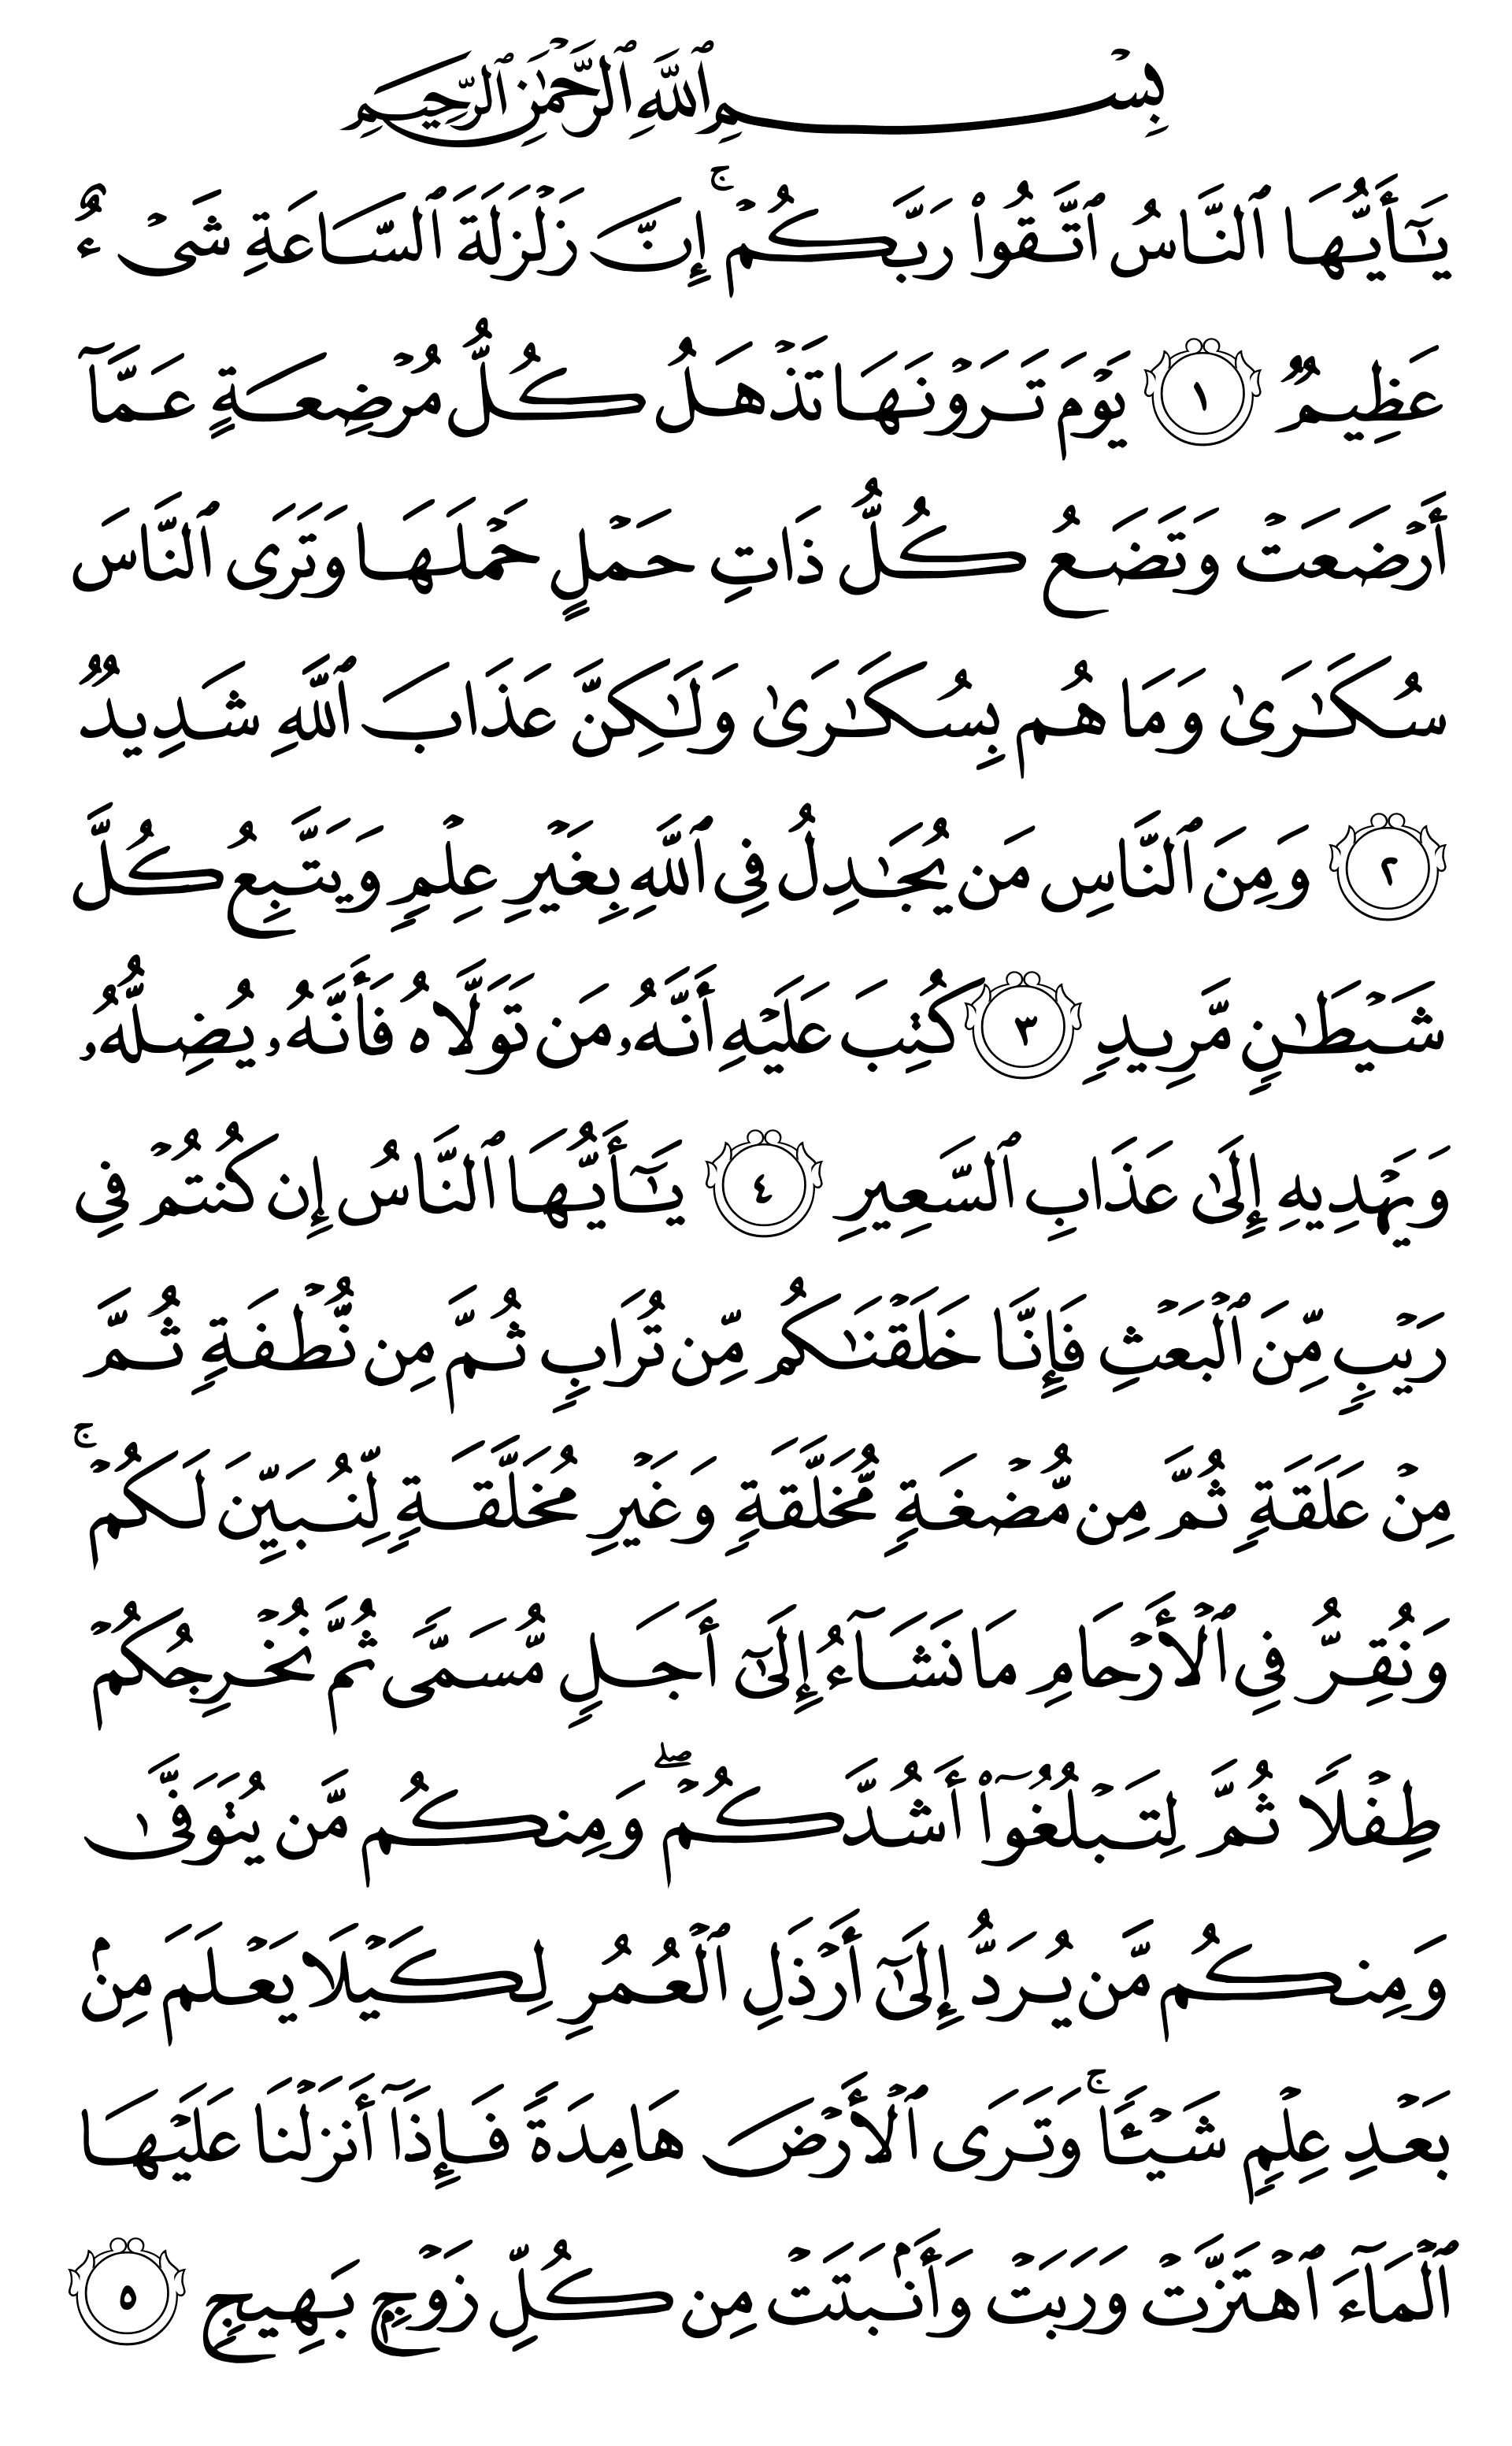 بِسْمِ ٱللَّهِ ٱلرَّحْمَٰنِ ٱلرَّحِيمِ
يَٰٓأَيُّهَا ٱلنَّاسُ ٱتَّقُوا۟ رَبَّكُمْ ۚ إِنَّ زَلْزَلَةَ ٱلسَّاعَةِ شَىْءٌ
عَظِيمٌ ١ يَوْمَ تَرَوْنَهَا تَذْهَلُ كُلُّ مُرْضِعَةٍ عَمَّآ
أَرْضَعَتْ وَتَضَعُ كُلُّ ذَاتِ حَمْلٍ حَمْلَهَا وَتَرَى ٱلنَّاسَ
سُكَٰرَىٰ وَمَا هُم بِسُكَٰرَىٰ وَلَٰكِنَّ عَذَابَ ٱللَّهِ شَدِيدٌ
٢ وَمِنَ ٱلنَّاسِ مَن يُجَٰدِلُ فِى ٱللَّهِ بِغَيْرِ عِلْمٍ وَيَتَّبِعُ كُلَّ
شَيْطَٰنٍ مَّرِيدٍ ٣ كُتِبَ عَلَيْهِ أَنَّهُۥ مَن تَوَلَّاهُ فَأَنَّهُۥ يُضِلُّهُۥ
وَيَهْدِيهِ إِلَىٰ عَذَابِ ٱلسَّعِيرِ ٤ يَٰٓأَيُّهَا ٱلنَّاسُ إِن كُنتُمْ فِى
رَيْبٍ مِّنَ ٱلْبَعْثِ فَإِنَّا خَلَقْنَٰكُم مِّن تُرَابٍ ثُمَّ مِن نُّطْفَةٍ ثُمَّ
مِنْ عَلَقَةٍ ثُمَّ مِن مُّضْغَةٍ مُّخَلَّقَةٍ وَغَيْرِ مُخَلَّقَةٍ لِّنُبَيِّنَ لَكُمْ ۚ
وَنُقِرُّ فِى ٱلْأَرْحَامِ مَا نَشَآءُ إِلَىٰٓ أَجَلٍ مُّسَمًّى ثُمَّ نُخْرِجُكُمْ
طِفْلًا ثُمَّ لِتَبْلُغُوٓا۟ أَشُدَّكُمْ ۖ وَمِنكُم مَّن يُتَوَفَّىٰ
وَمِنكُم مَّن يُرَدُّ إِلَىٰٓ أَرْذَلِ ٱلْعُمُرِ لِكَيْلَا يَعْلَمَ مِنۢ
بَعْدِ عِلْمٍ شَيْـًٔا ۚ وَتَرَى ٱلْأَرْضَ هَامِدَةً فَإِذَآ أَنزَلْنَا عَلَيْهَا
ٱلْمَآءَ ٱهْتَزَّتْ وَرَبَتْ وَأَنۢبَتَتْ مِن كُلِّ زَوْجٍۭ بَهِيجٍ ٥